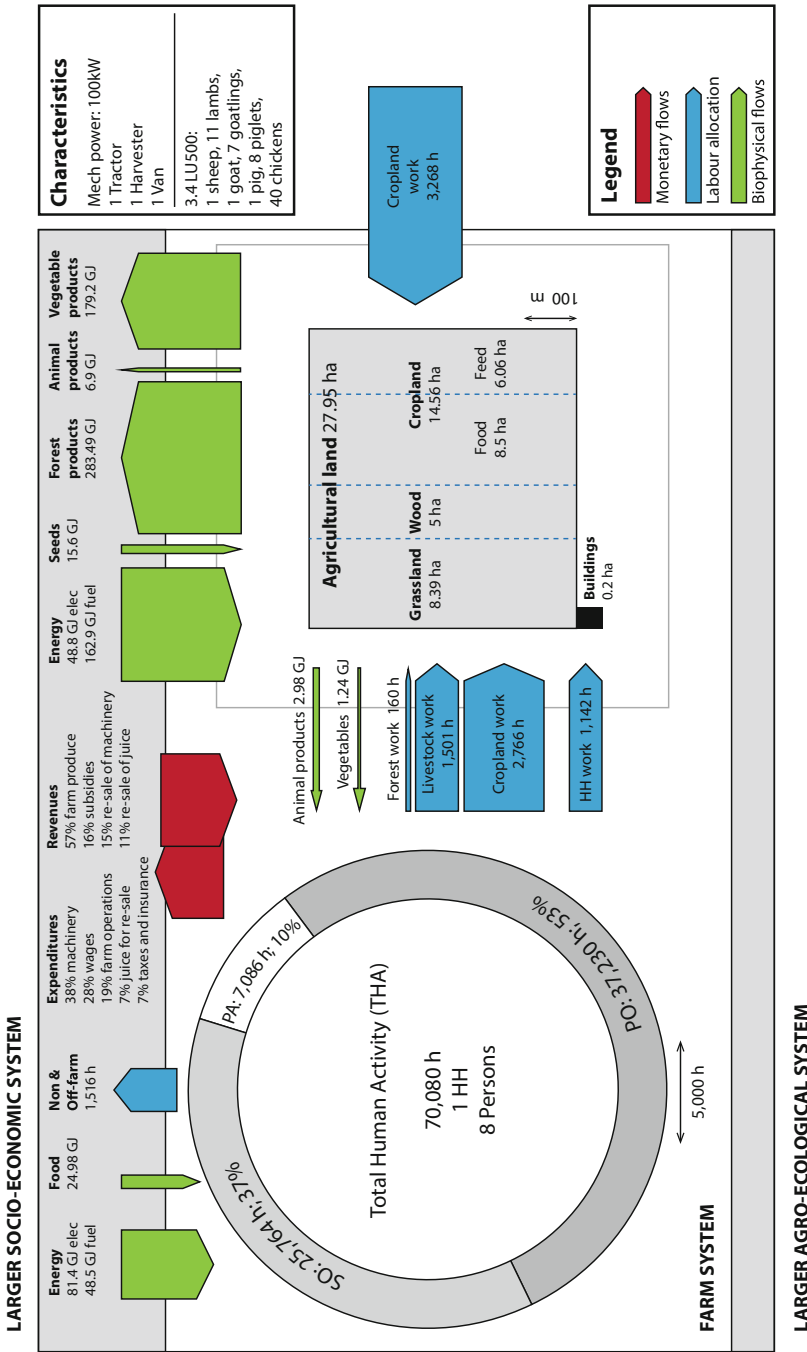 LARGER SOCIO-ECONOMIC SYSTEM
Energy
81.4 GJ elec
48.5 GJ fuel
Food
24.98 GJ
Non &
Off-farm
1,516 h
Expenditures
38% machinery
28% wages
19% farm operations
7% juice for re-sale
7% taxes and insurance
Revenues
57% farm produce
16% subsidies
15% re-sale of machinery
11% re-sale of juice
Energy
48.8 GJ elec
162.9 GJ fuel
Seeds
15.6 GJ
Forest
products
283.49 GJ
Animal
products
6.9 GJ
Vegetable
products
179.2 GJ
Characteristics
Mech power: 100kW
1 Tractor
1 Harvester
1 Van
3.4 LU500:
1 sheep, 11 lambs,
1 goat, 7 goatlings,
1 pig, 8 piglets,
40 chickens
SO: 25,764 h; 37%
PA: 7,086 h; 10%
PO: 37,230 h; 53%
Total Human Activity (THA)
70,080 h
1 HH
8 Persons
5,000 h
Animal products 2.98 GJ
Vegetables 1.24 GJ
Forest work 160 h
Livestock work
1,501 h
Cropland work
2,766 h
HH work 1,142 h
Agricultural land 27.95 ha
Grassland
8.39 ha
Wood
5 ha
Cropland
14.56 ha
Food
8.5 ha
Feed
6.06 ha
Buildings
0.2 ha
100 m
Cropland
work
3,268 h
Legend
Monetary flows
Labour allocation
Biophysical flows
FARM SYSTEM
LARGER AGRO-ECOLOGICAL SYSTEM